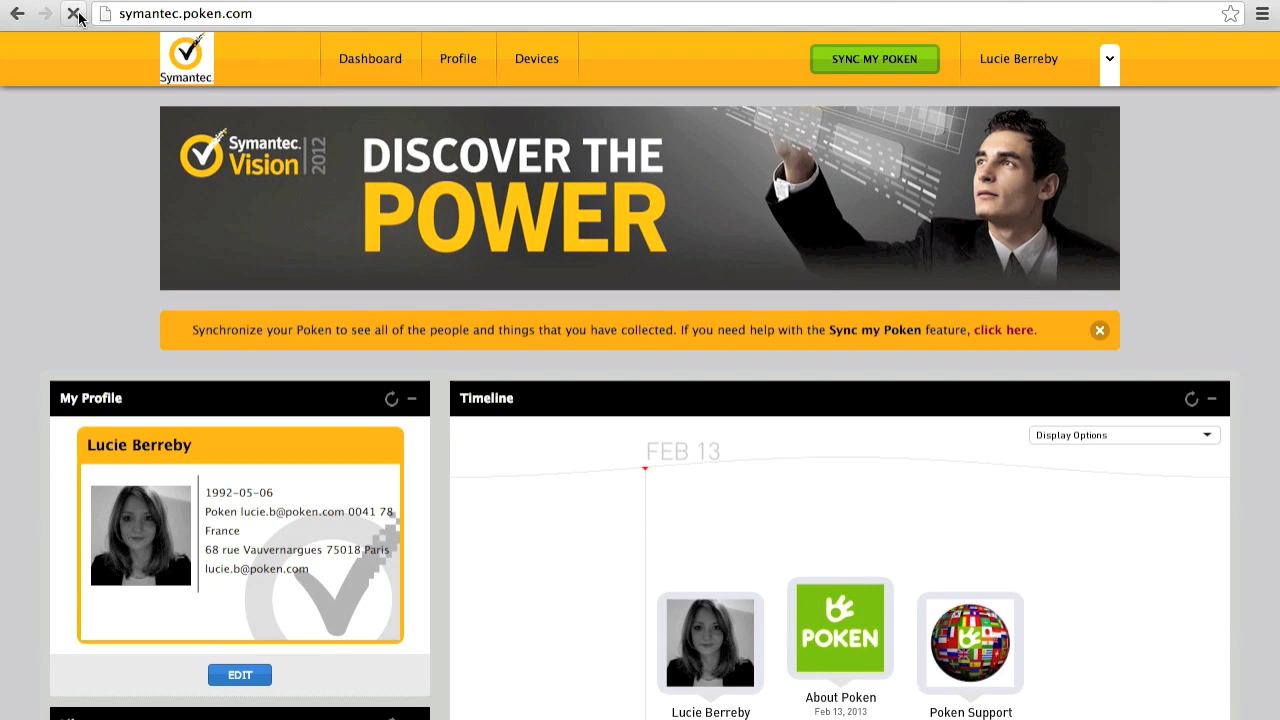 symantec.poken.com
Symantec.
Dashboard
Profile
Devices
SYNC MY POKEN
Lucie Berreby
Symantec.
Vision
2012
DISCOVER THE
POWER
Synchronize your Poken to see all of the people and things that you have collected. If you need help with the Sync my Poken feature, click here.
My Profile
Lucie Berreby
1992-05-06
Poken lucie.b@poken.com 0041 78
France
68 rue Vauvernargues 75018 Paris
lucie.b@poken.com
EDIT
Timeline
Display Options
FEB 13
POKEN
Lucie Berreby
About Poken
Feb 13, 2013
Poken Support